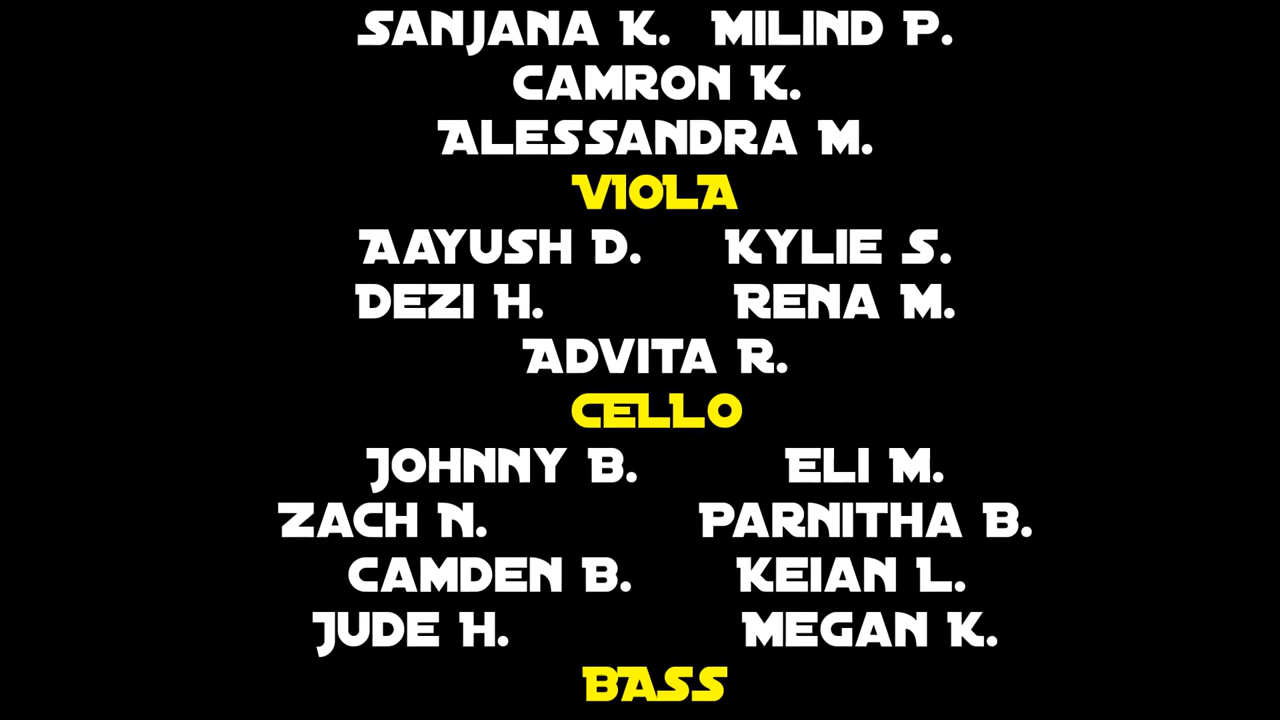 SANJANA K. MILIND P.
CAMRON K.
ALESSANDRA M.
VIOLA
AAYUSH D. KYLIE S.
DEZI H. RENA M.
ADVITA R.
CELLO
JOHNNY B. ELI M.
ZACH N. PARNITHA B.
CAMDEN B. KEIAN L.
JUDE H. MEGAN K.
BASS